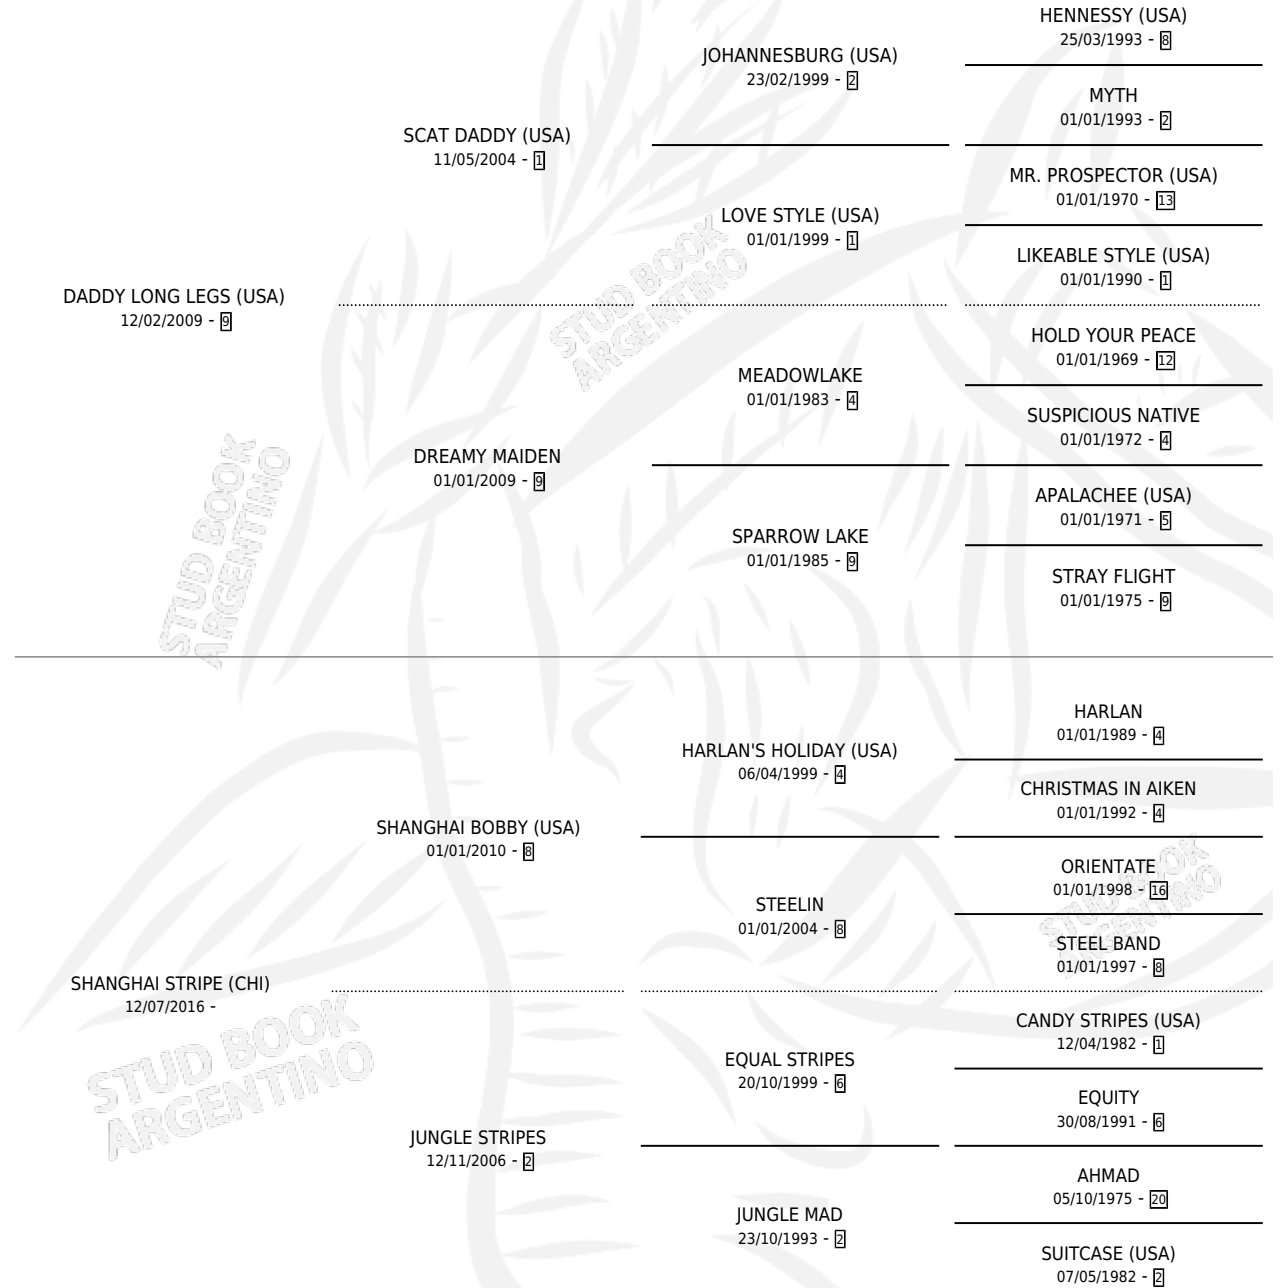 HENNESSY (USA)
25/03/1993 - 8
JOHANNESBURG (USA)
23/02/1999 - 2
MYTH
01/01/1993 - 2
SCAT DADDY (USA)
11/05/2004 - 1
MR. PROSPECTOR (USA)
01/01/1970 - 13
LOVE STYLE (USA)
01/01/1999 - 1
LIKEABLE STYLE (USA)
01/01/1990 - 1
DADDY LONG LEGS (USA)
12/02/2009 - 9
STUD BOOK
ARGENTINO
HOLD YOUR PEACE
01/01/1969 - 12
MEADOWLAKE
01/01/1983 - 4
SUSPICIOUS NATIVE
01/01/1972 - 4
DREAMY MAIDEN
01/01/2009 - 9
APALACHEE (USA)
01/01/1971 - 5
SPARROW LAKE
01/01/1985 - 9
STRAY FLIGHT
01/01/1975 - 9
STUD BOOK
ARGENTINO
HARLAN
01/01/1989 - 4
HARLAN'S HOLIDAY (USA)
06/04/1999 - 4
CHRISTMAS IN AIKEN
01/01/1992 - 4
SHANGHAI BOBBY (USA)
01/01/2010 - 8
ORIENTATE
01/01/1998 - 16
STEELIN
01/01/2004 - 8
STUD BOOK
ARGENTINO
STEEL BAND
01/01/1997 - 8
SHANGHAI STRIPE (CHI)
12/07/2016 -
CANDY STRIPES (USA)
12/04/1982 - 1
STUD BOOK
ARGENTINO
EQUAL STRIPES
20/10/1999 - 6
EQUITY
30/08/1991 - 6
JUNGLE STRIPES
12/11/2006 - 2
AHMAD
05/10/1975 - 20
JUNGLE MAD
23/10/1993 - 2
SUITCASE (USA)
07/05/1982 - 2